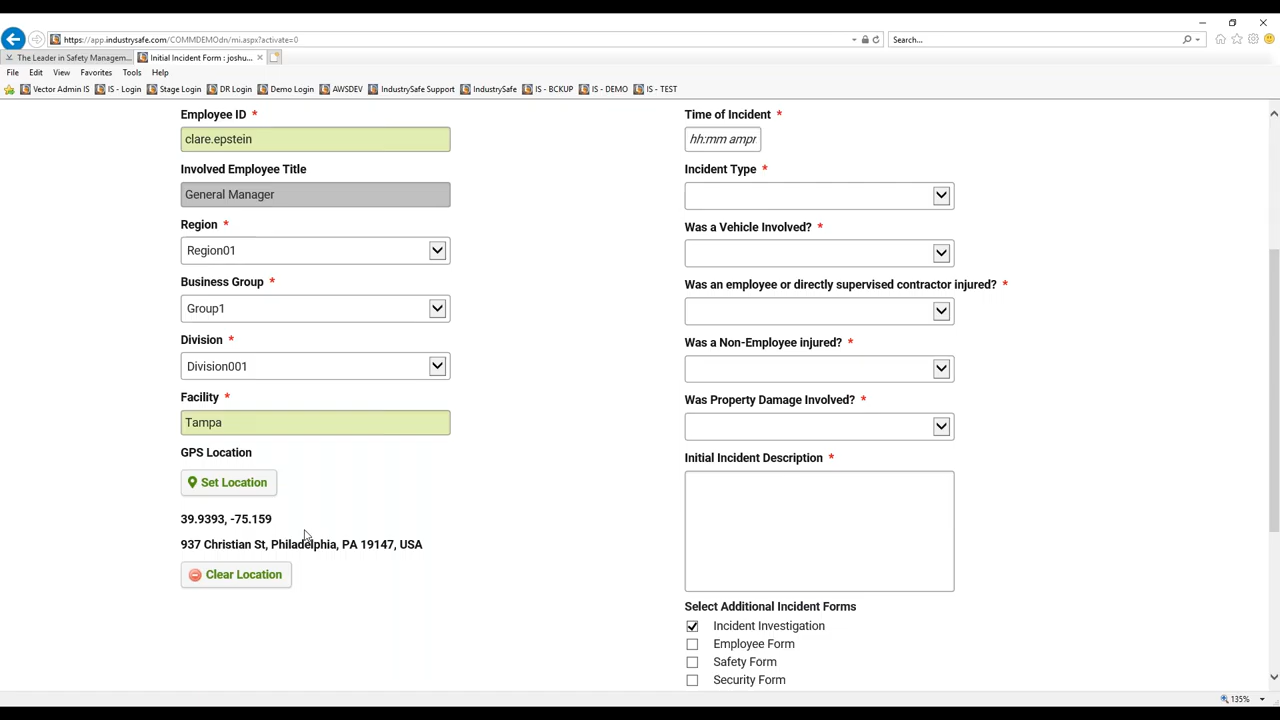 https://app.industrysafe.com/COMMDEMOdn/mi.aspx?activate=0
Search...
The Leader in Safety Managem...
Initial Incident Form : joshu...
File Edit View Favorites Tools Help
Vector Admin IS IS - Login Stage Login DR Login Demo Login AWSDEV IndustrySafe Support IndustrySafe IS - BCKUP IS - DEMO IS - TEST
Employee ID *
clare.epstein
Involved Employee Title
General Manager
Region *
Region01
Business Group *
Group1
Division *
Division001
Facility *
Tampa
GPS Location
Set Location
39.9393, -75.159
937 Christian St, Philadelphia, PA 19147, USA
Clear Location
Time of Incident *
hh:mm ampr
Incident Type *
Was a Vehicle Involved? *
Was an employee or directly supervised contractor injured? *
Was a Non-Employee injured? *
Was Property Damage Involved? *
Initial Incident Description *
Select Additional Incident Forms
Incident Investigation
Employee Form
Safety Form
Security Form
135%